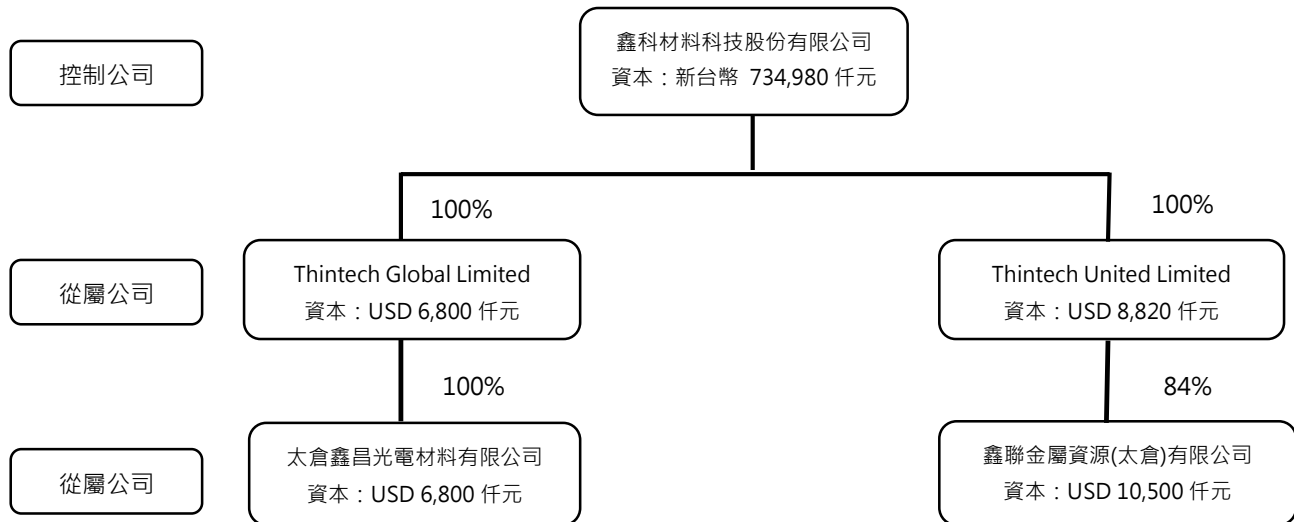 控制公司
鑫科材料科技股份有限公司
資本：新台幣 734,980 仟元
100%
100%
從屬公司
Thintech Global Limited
資本：USD 6,800 仟元
Thintech United Limited
資本：USD 8,820 仟元
100%
84%
從屬公司
太倉鑫昌光電材料有限公司
資本：USD 6,800 仟元
鑫聯金屬資源(太倉)有限公司
資本：USD 10,500 仟元